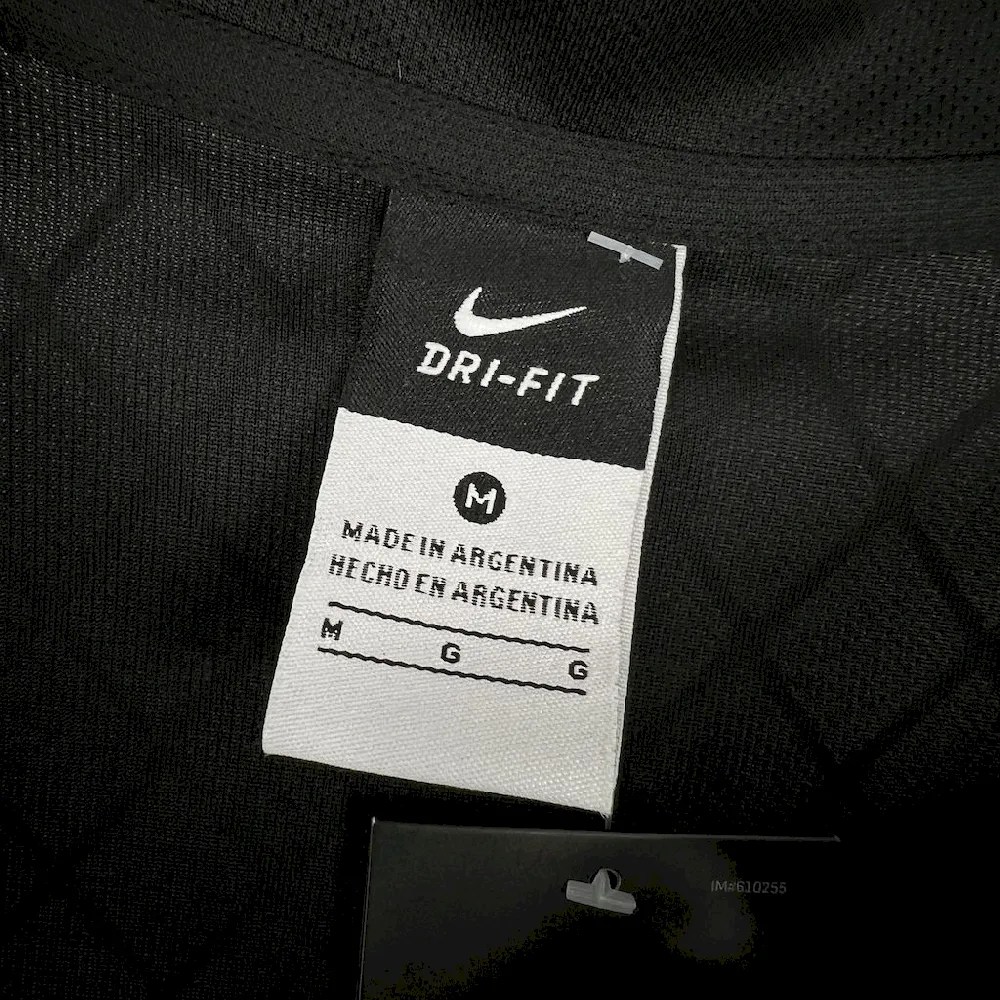 DRI-FIT
M
MADE IN ARGENTINA
HECHO EN ARGENTINA
M G G
IM#610255